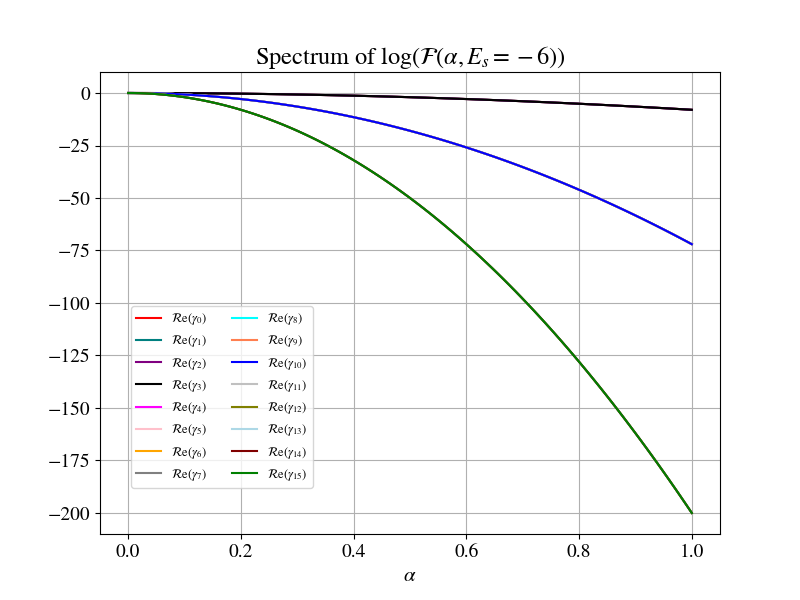 Spectrum of log(ℱ(α, E_s = −6))
0
−25
−50
−75
−100
−125
−150
−175
−200
ℛe(γ₀) ℛe(γ₈)
ℛe(γ₁) ℛe(γ₉)
ℛe(γ₂) ℛe(γ₁₀)
ℛe(γ₃) ℛe(γ₁₁)
ℛe(γ₄) ℛe(γ₁₂)
ℛe(γ₅) ℛe(γ₁₃)
ℛe(γ₆) ℛe(γ₁₄)
ℛe(γ₇) ℛe(γ₁₅)
0.0 0.2 0.4 0.6 0.8 1.0
α